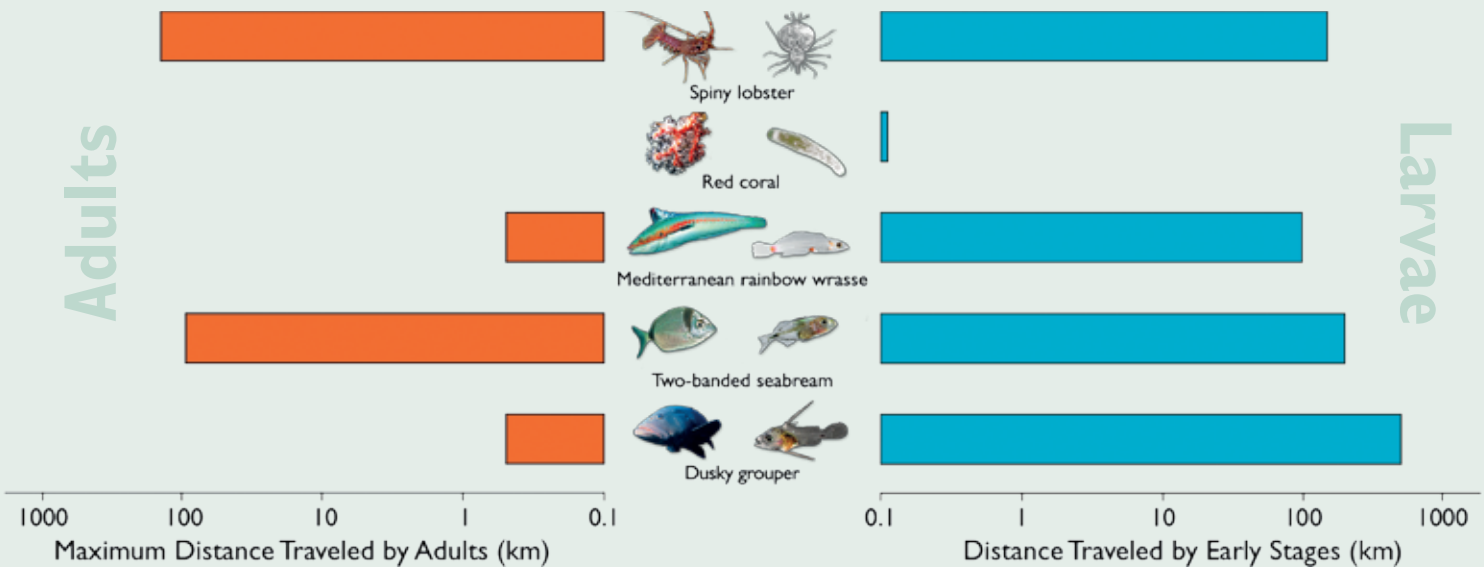 Spiny lobster
Adults
Larvae
Red coral
Mediterranean rainbow wrasse
Two-banded seabream
Dusky grouper
1000 100 10 1 0.1
0.1 1 10 100 1000
Maximum Distance Traveled by Adults (km)
Distance Traveled by Early Stages (km)